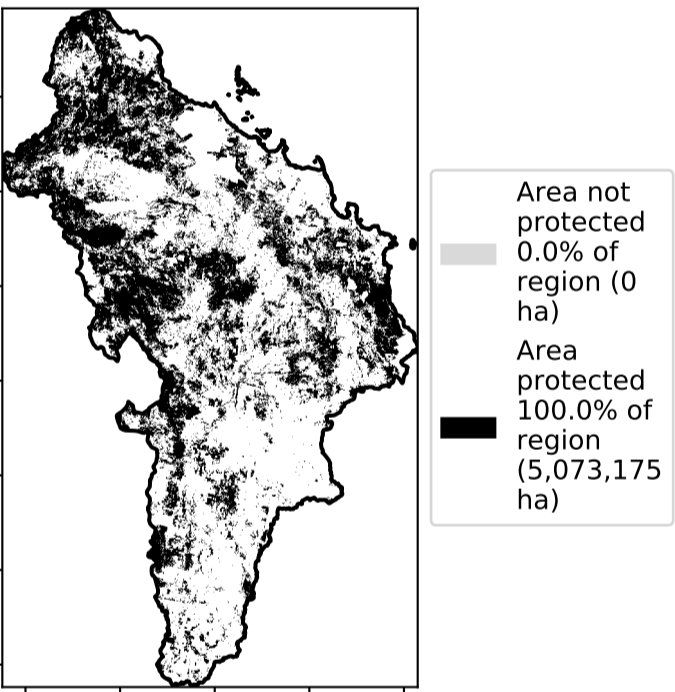 Area not
protected
0.0% of
region (0
ha)
Area
protected
100.0% of
region
(5,073,175
ha)